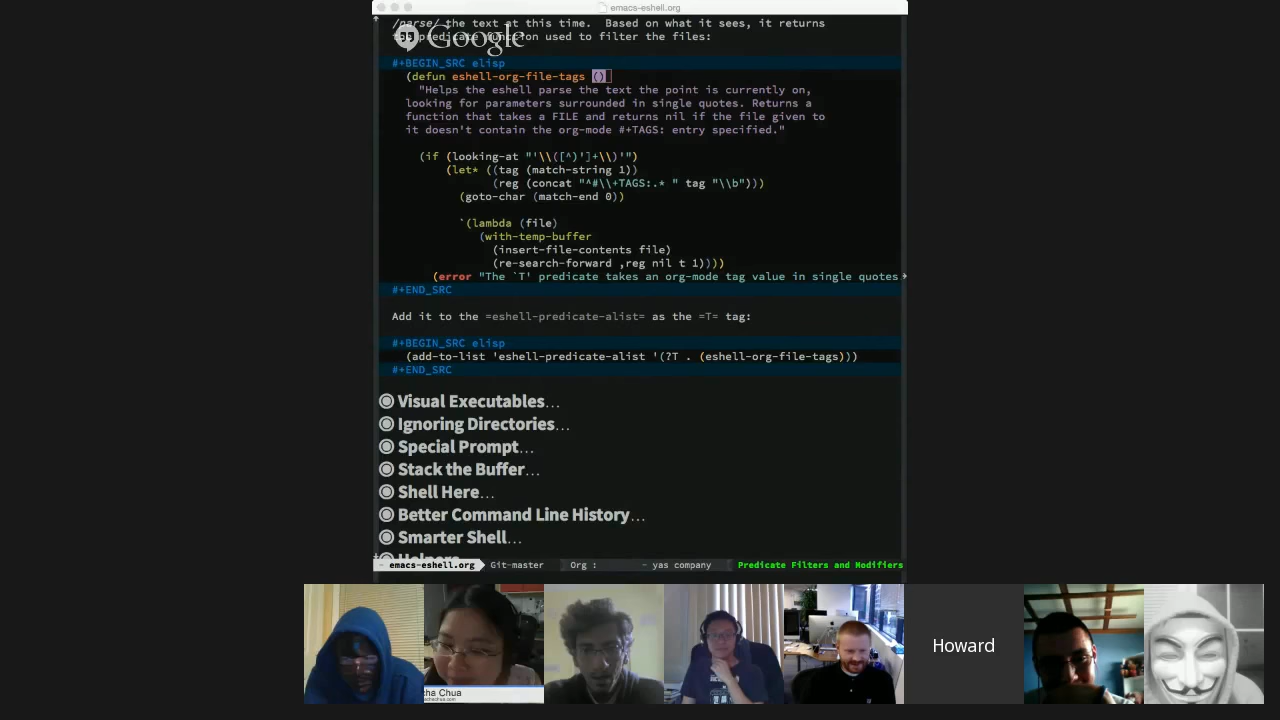 emacs-eshell.org
/parse/ the text at this time.  Based on what it sees, it returns
the predicate function used to filter the files:
Google
#+BEGIN_SRC elisp
(defun eshell-org-file-tags ()
"Helps the eshell parse the text the point is currently on,
looking for parameters surrounded in single quotes. Returns a
function that takes a FILE and returns nil if the file given to
it doesn't contain the org-mode #+TAGS: entry specified."
(if (looking-at "'\\([^)']+\\)'")
(let* ((tag (match-string 1))
(reg (concat "^#\\+TAGS:.* " tag "\\b")))
(goto-char (match-end 0))
`(lambda (file)
(with-temp-buffer
(insert-file-contents file)
(re-search-forward ,reg nil t 1))))
(error "The `T' predicate takes an org-mode tag value in single quotes
#+END_SRC
Add it to the =eshell-predicate-alist= as the =T= tag:
#+BEGIN_SRC elisp
(add-to-list 'eshell-predicate-alist '(?T . (eshell-org-file-tags)))
#+END_SRC
Visual Executables...
Ignoring Directories...
Special Prompt...
Stack the Buffer...
Shell Here...
Better Command Line History...
Smarter Shell...
Helpers
- emacs-eshell.org Git-master Org : - yas company Predicate Filters and Modifiers
Howard
cha Chua